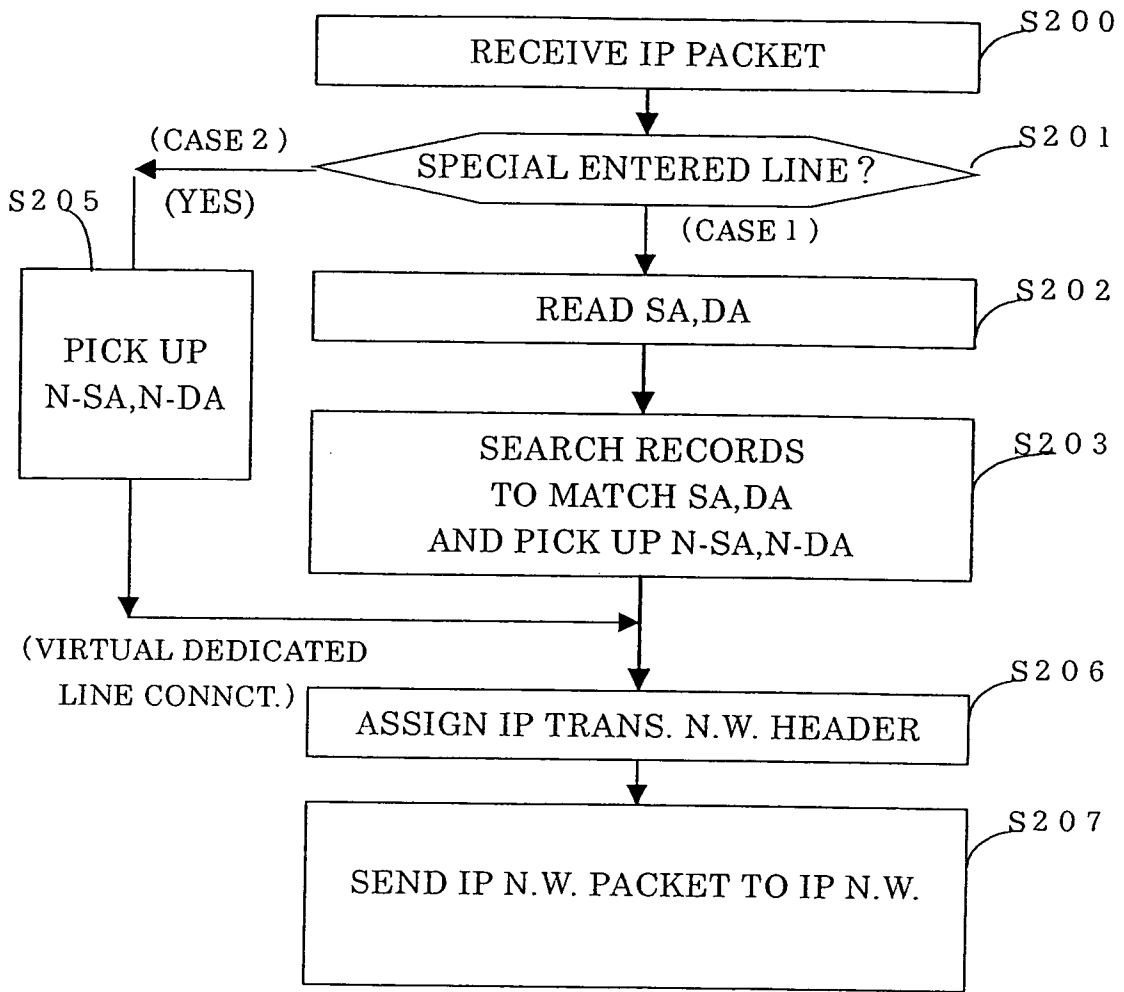 S200
RECEIVE IP PACKET
(CASE 2)
S201
SPECIAL ENTERED LINE?
S205
(YES)
(CASE 1)
S202
READ SA,DA
PICK UP
N-SA,N-DA
S203
SEARCH RECORDS
TO MATCH SA,DA
AND PICK UP N-SA,N-DA
(VIRTUAL DEDICATED
LINE CONNCT.)
S206
ASSIGN IP TRANS. N.W. HEADER
S207
SEND IP N.W. PACKET TO IP N.W.